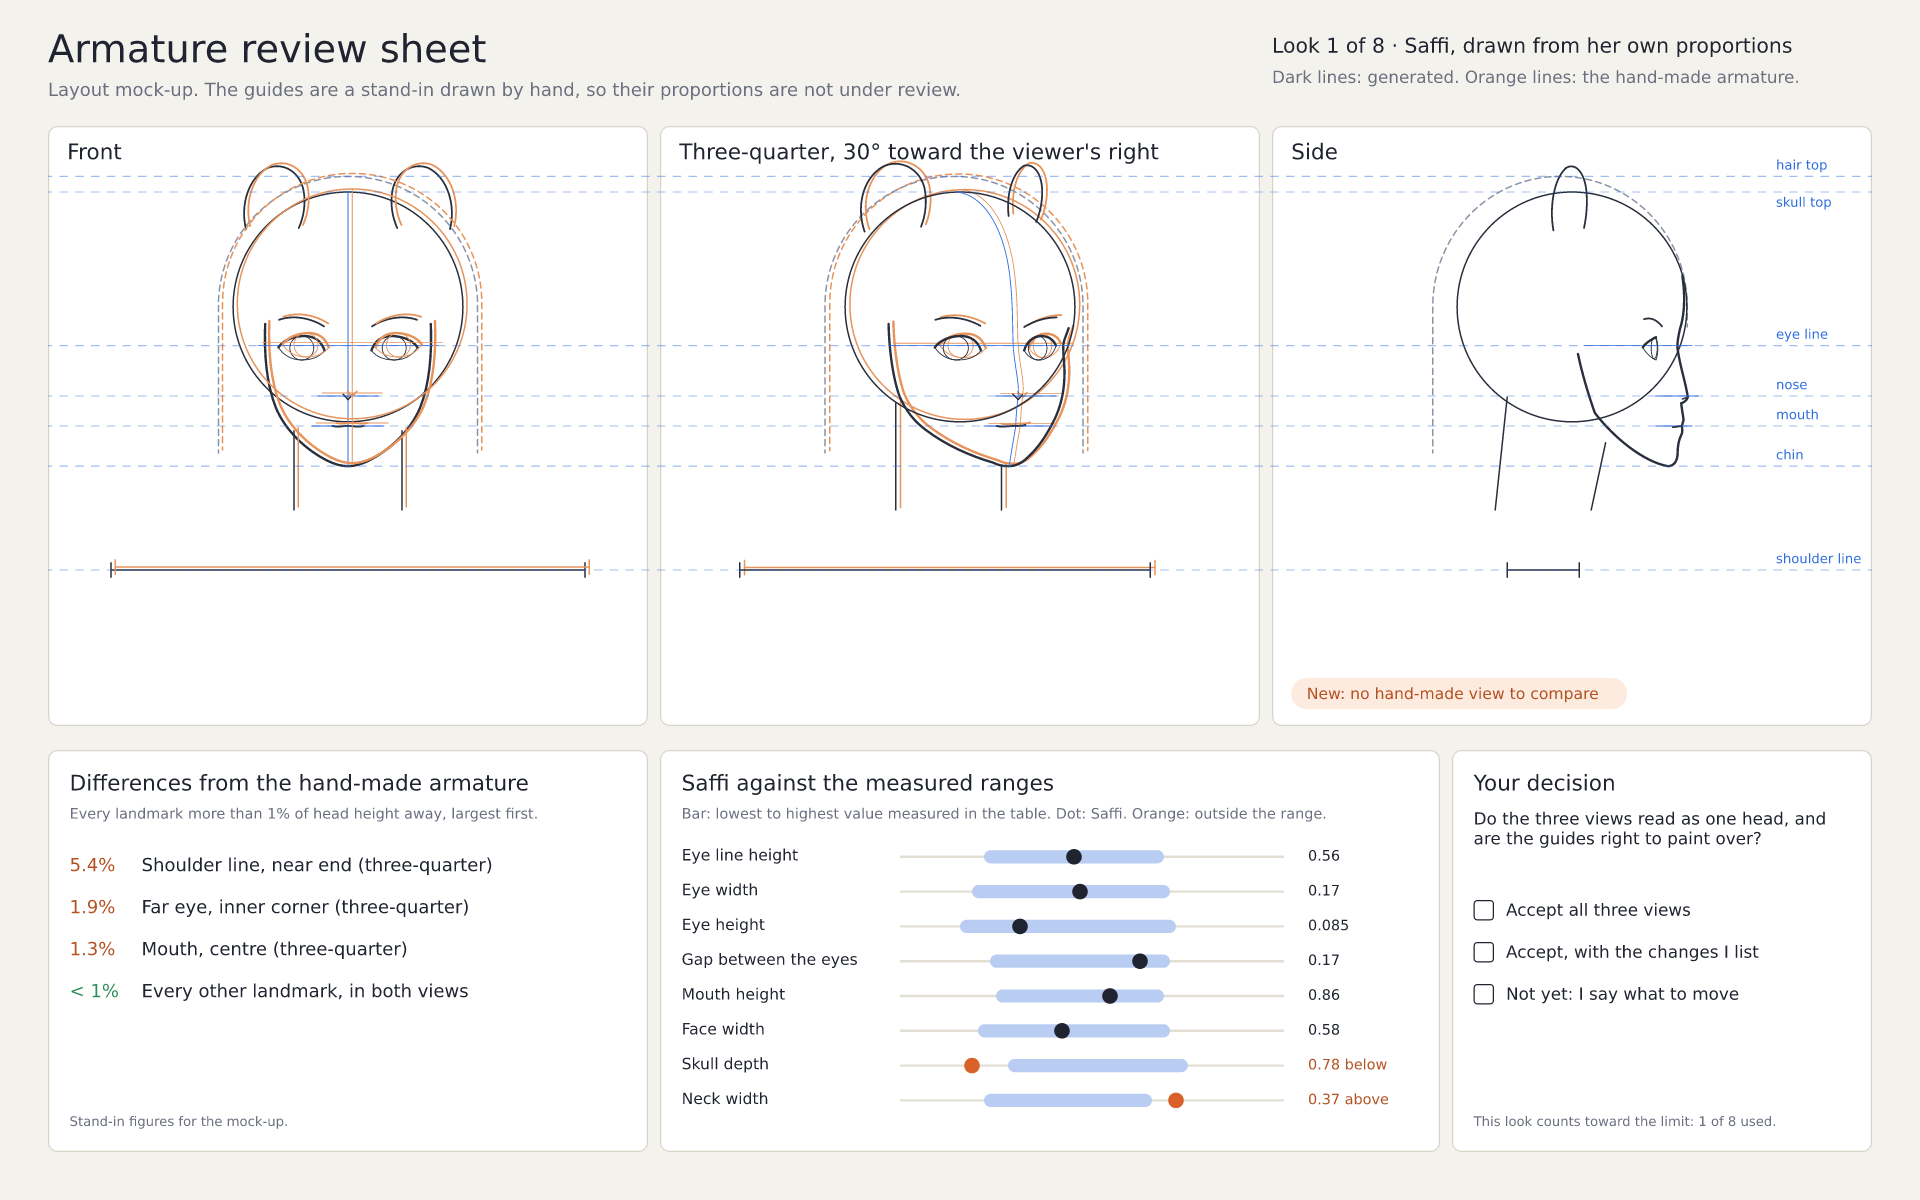 Armature review sheet
Layout mock-up. The guides are a stand-in drawn by hand, so their proportions are not under review.
Look 1 of 8 · Saffi, drawn from her own proportions
Dark lines: generated. Orange lines: the hand-made armature.
Front
Three-quarter, 30° toward the viewer's right
Side
hair top
skull top
eye line
nose
mouth
chin
shoulder line
New: no hand-made view to compare
Differences from the hand-made armature
Every landmark more than 1% of head height away, largest first.
5.4% Shoulder line, near end (three-quarter)
1.9% Far eye, inner corner (three-quarter)
1.3% Mouth, centre (three-quarter)
< 1% Every other landmark, in both views
Stand-in figures for the mock-up.
Saffi against the measured ranges
Bar: lowest to highest value measured in the table. Dot: Saffi. Orange: outside the range.
Eye line height 0.56
Eye width 0.17
Eye height 0.085
Gap between the eyes 0.17
Mouth height 0.86
Face width 0.58
Skull depth 0.78 below
Neck width 0.37 above
Your decision
Do the three views read as one head, and
are the guides right to paint over?
Accept all three views
Accept, with the changes I list
Not yet: I say what to move
This look counts toward the limit: 1 of 8 used.